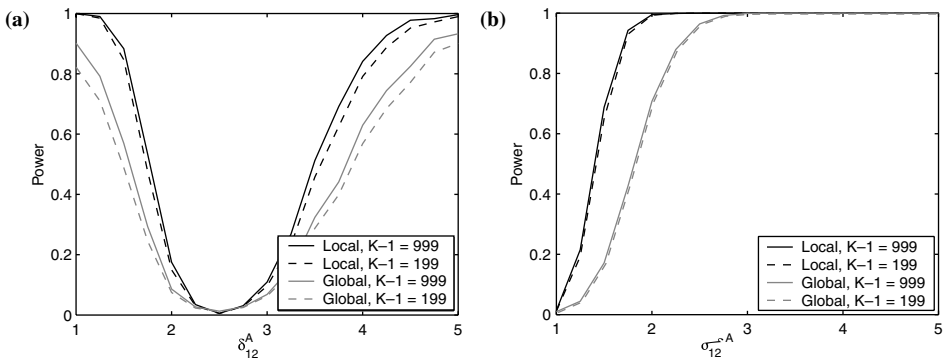 (a)
1
0.8
0.6
0.4
0.2
0
Power
1 2 3 4 5
δ₁₂ᴬ
Local, K−1 = 999
Local, K−1 = 199
Global, K−1 = 999
Global, K−1 = 199
(b)
1
0.8
0.6
0.4
0.2
0
Power
1 2 3 4 5
Local, K−1 = 999
Local, K−1 = 199
Global, K−1 = 999
Global, K−1 = 199